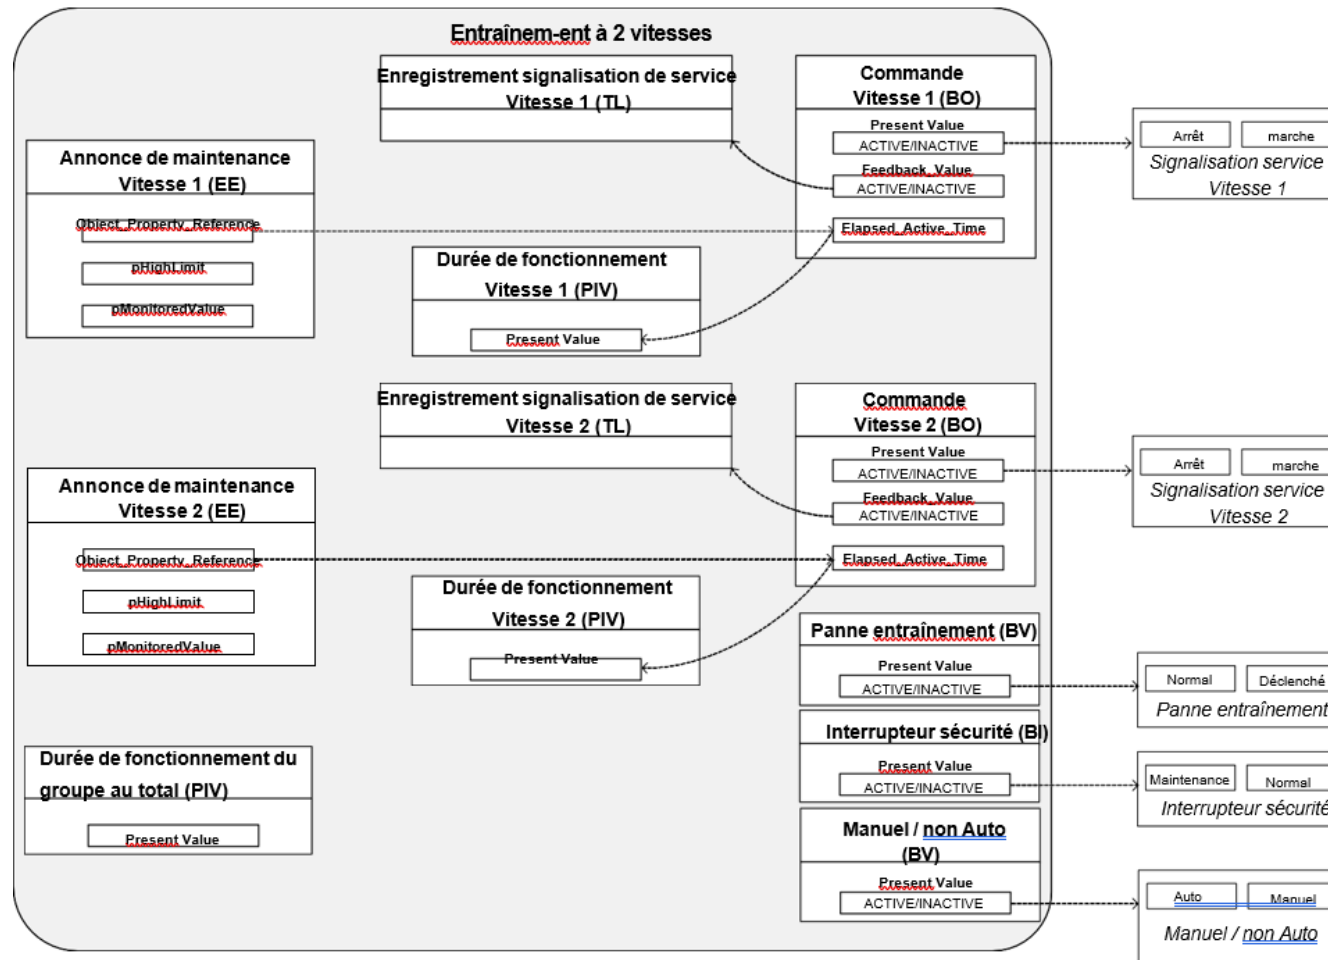 Entraînem-ent à 2 vitesses
Enregistrement signalisation de service
Vitesse 1 (TL)
Commande
Vitesse 1 (BO)
Present Value
ACTIVE/INACTIVE
Feedback_Value
ACTIVE/INACTIVE
Elapsed_Active_Time
Arrêt
marche
Signalisation service
Vitesse 1
Annonce de maintenance
Vitesse 1 (EE)
Object_Property_Reference
pHighLimit
pMonitoredValue
Durée de fonctionnement
Vitesse 1 (PIV)
Present Value
Enregistrement signalisation de service
Vitesse 2 (TL)
Commande
Vitesse 2 (BO)
Present Value
ACTIVE/INACTIVE
Feedback_Value
ACTIVE/INACTIVE
Elapsed_Active_Time
Arrêt
marche
Signalisation service
Vitesse 2
Annonce de maintenance
Vitesse 2 (EE)
Object_Property_Reference
pHighLimit
pMonitoredValue
Durée de fonctionnement
Vitesse 2 (PIV)
Present Value
Panne entraînement (BV)
Present Value
ACTIVE/INACTIVE
Normal
Déclenché
Panne entraînement
Interrupteur sécurité (BI)
Present Value
ACTIVE/INACTIVE
Maintenance
Normal
Interrupteur sécurité
Durée de fonctionnement du
groupe au total (PIV)
Present Value
Manuel / non Auto
(BV)
Present Value
ACTIVE/INACTIVE
Auto
Manuel
Manuel / non Auto